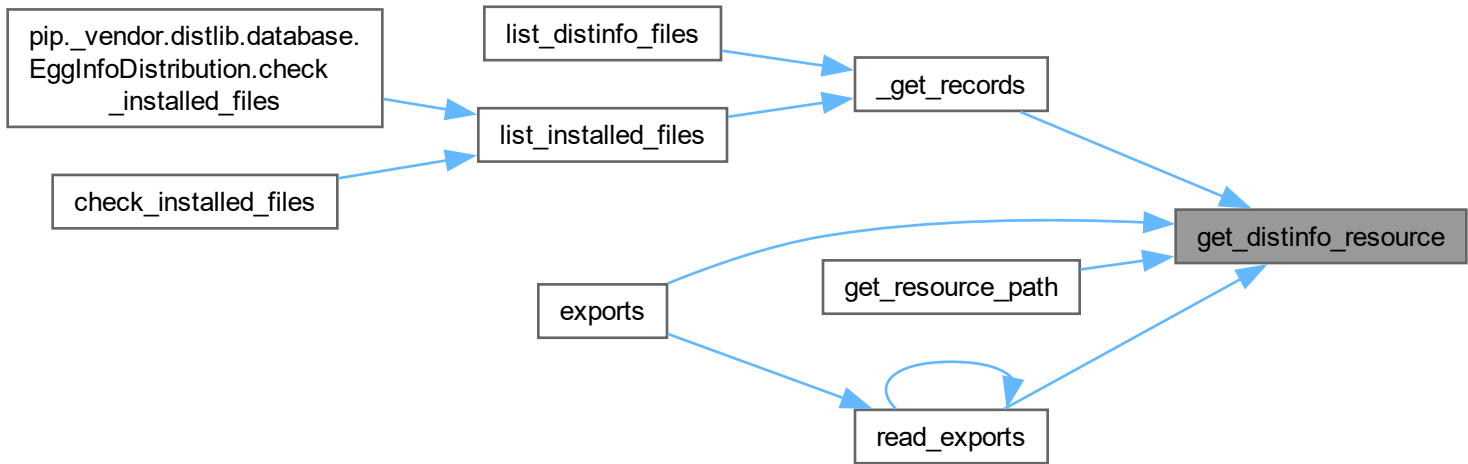 pip._vendor.distlib.database.
EggInfoDistribution.check
_installed_files
list_distinfo_files
_get_records
list_installed_files
check_installed_files
get_distinfo_resource
get_resource_path
exports
read_exports